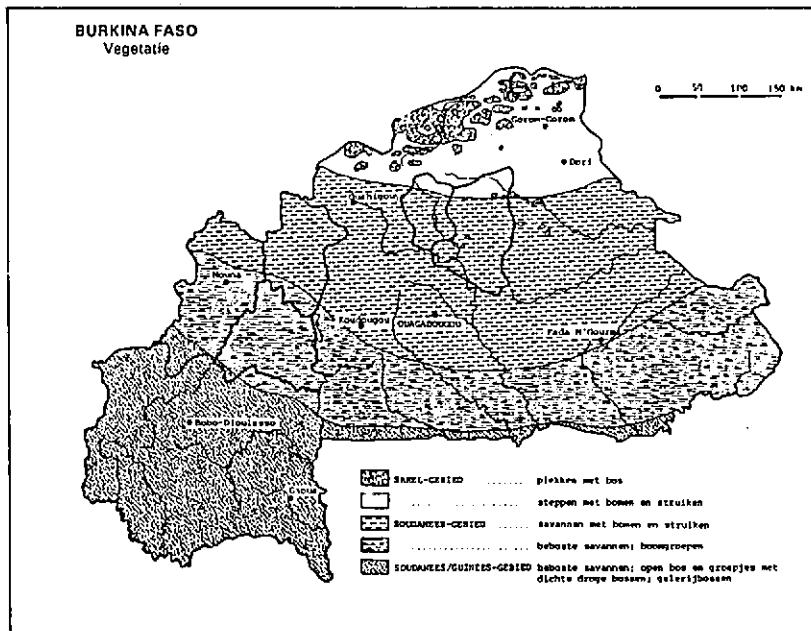 BURKINA FASO
Vegetatie
0 50 100 150 km
Gorom-Gorom
Dori
Nouna
Koudougou
OUAGADOUGOU
Fada N'Gourma
Bobo-Dioulasso
SAHEL-GEBIED ........ plekken met bos
steppen met bomen en struiken
SOUDANEES-GEBIED ........ savannen met bomen en struiken
beboste savannen; boomgroepen
SOUDANEES/GUINEES-GEBIED beboste savannen; open bos en groepjes met
dichte droge bossen; galerijbossen